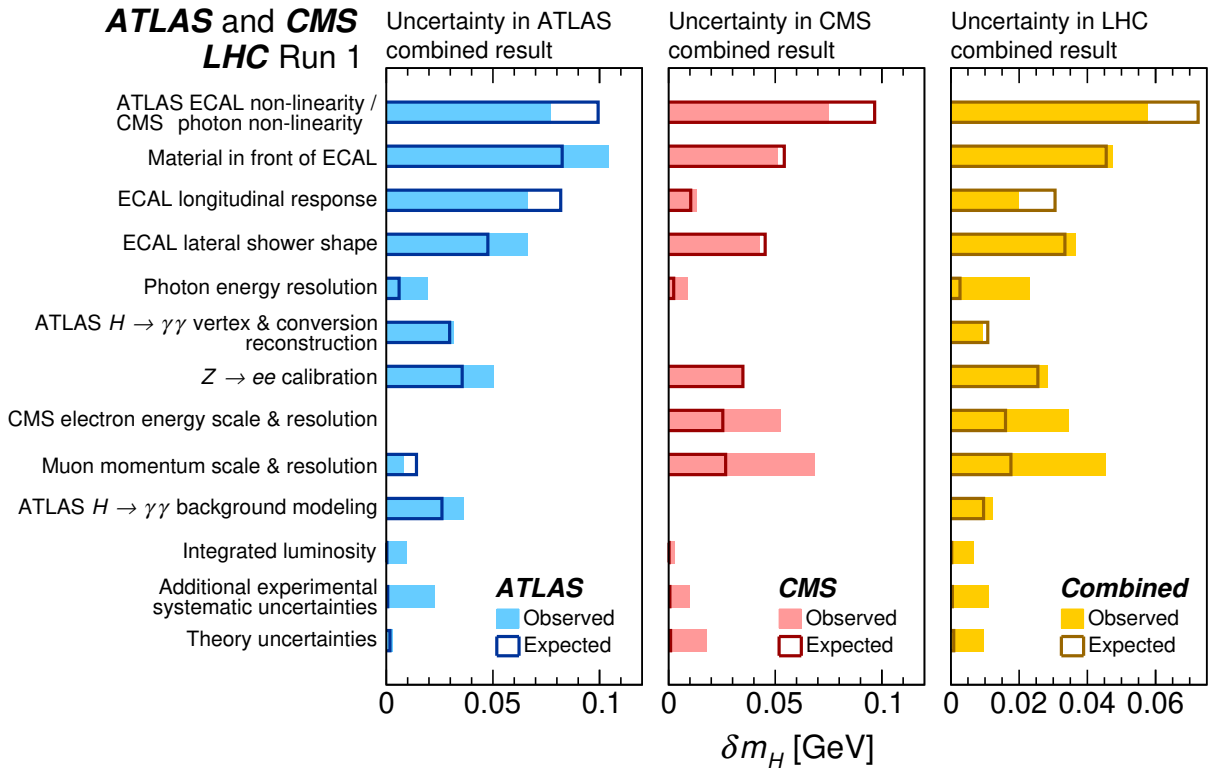 ATLAS and CMS
LHC Run 1
Uncertainty in ATLAS
combined result
Uncertainty in CMS
combined result
Uncertainty in LHC
combined result
ATLAS ECAL non-linearity /
CMS photon non-linearity
Material in front of ECAL
ECAL longitudinal response
ECAL lateral shower shape
Photon energy resolution
ATLAS H → γγ vertex & conversion
reconstruction
Z → ee calibration
CMS electron energy scale & resolution
Muon momentum scale & resolution
ATLAS H → γγ background modeling
Integrated luminosity
Additional experimental
systematic uncertainties
Theory uncertainties
ATLAS
Observed
Expected
CMS
Observed
Expected
Combined
Observed
Expected
0 0.05 0.1
0 0.05 0.1
0 0.02 0.04 0.06
δm_H [GeV]